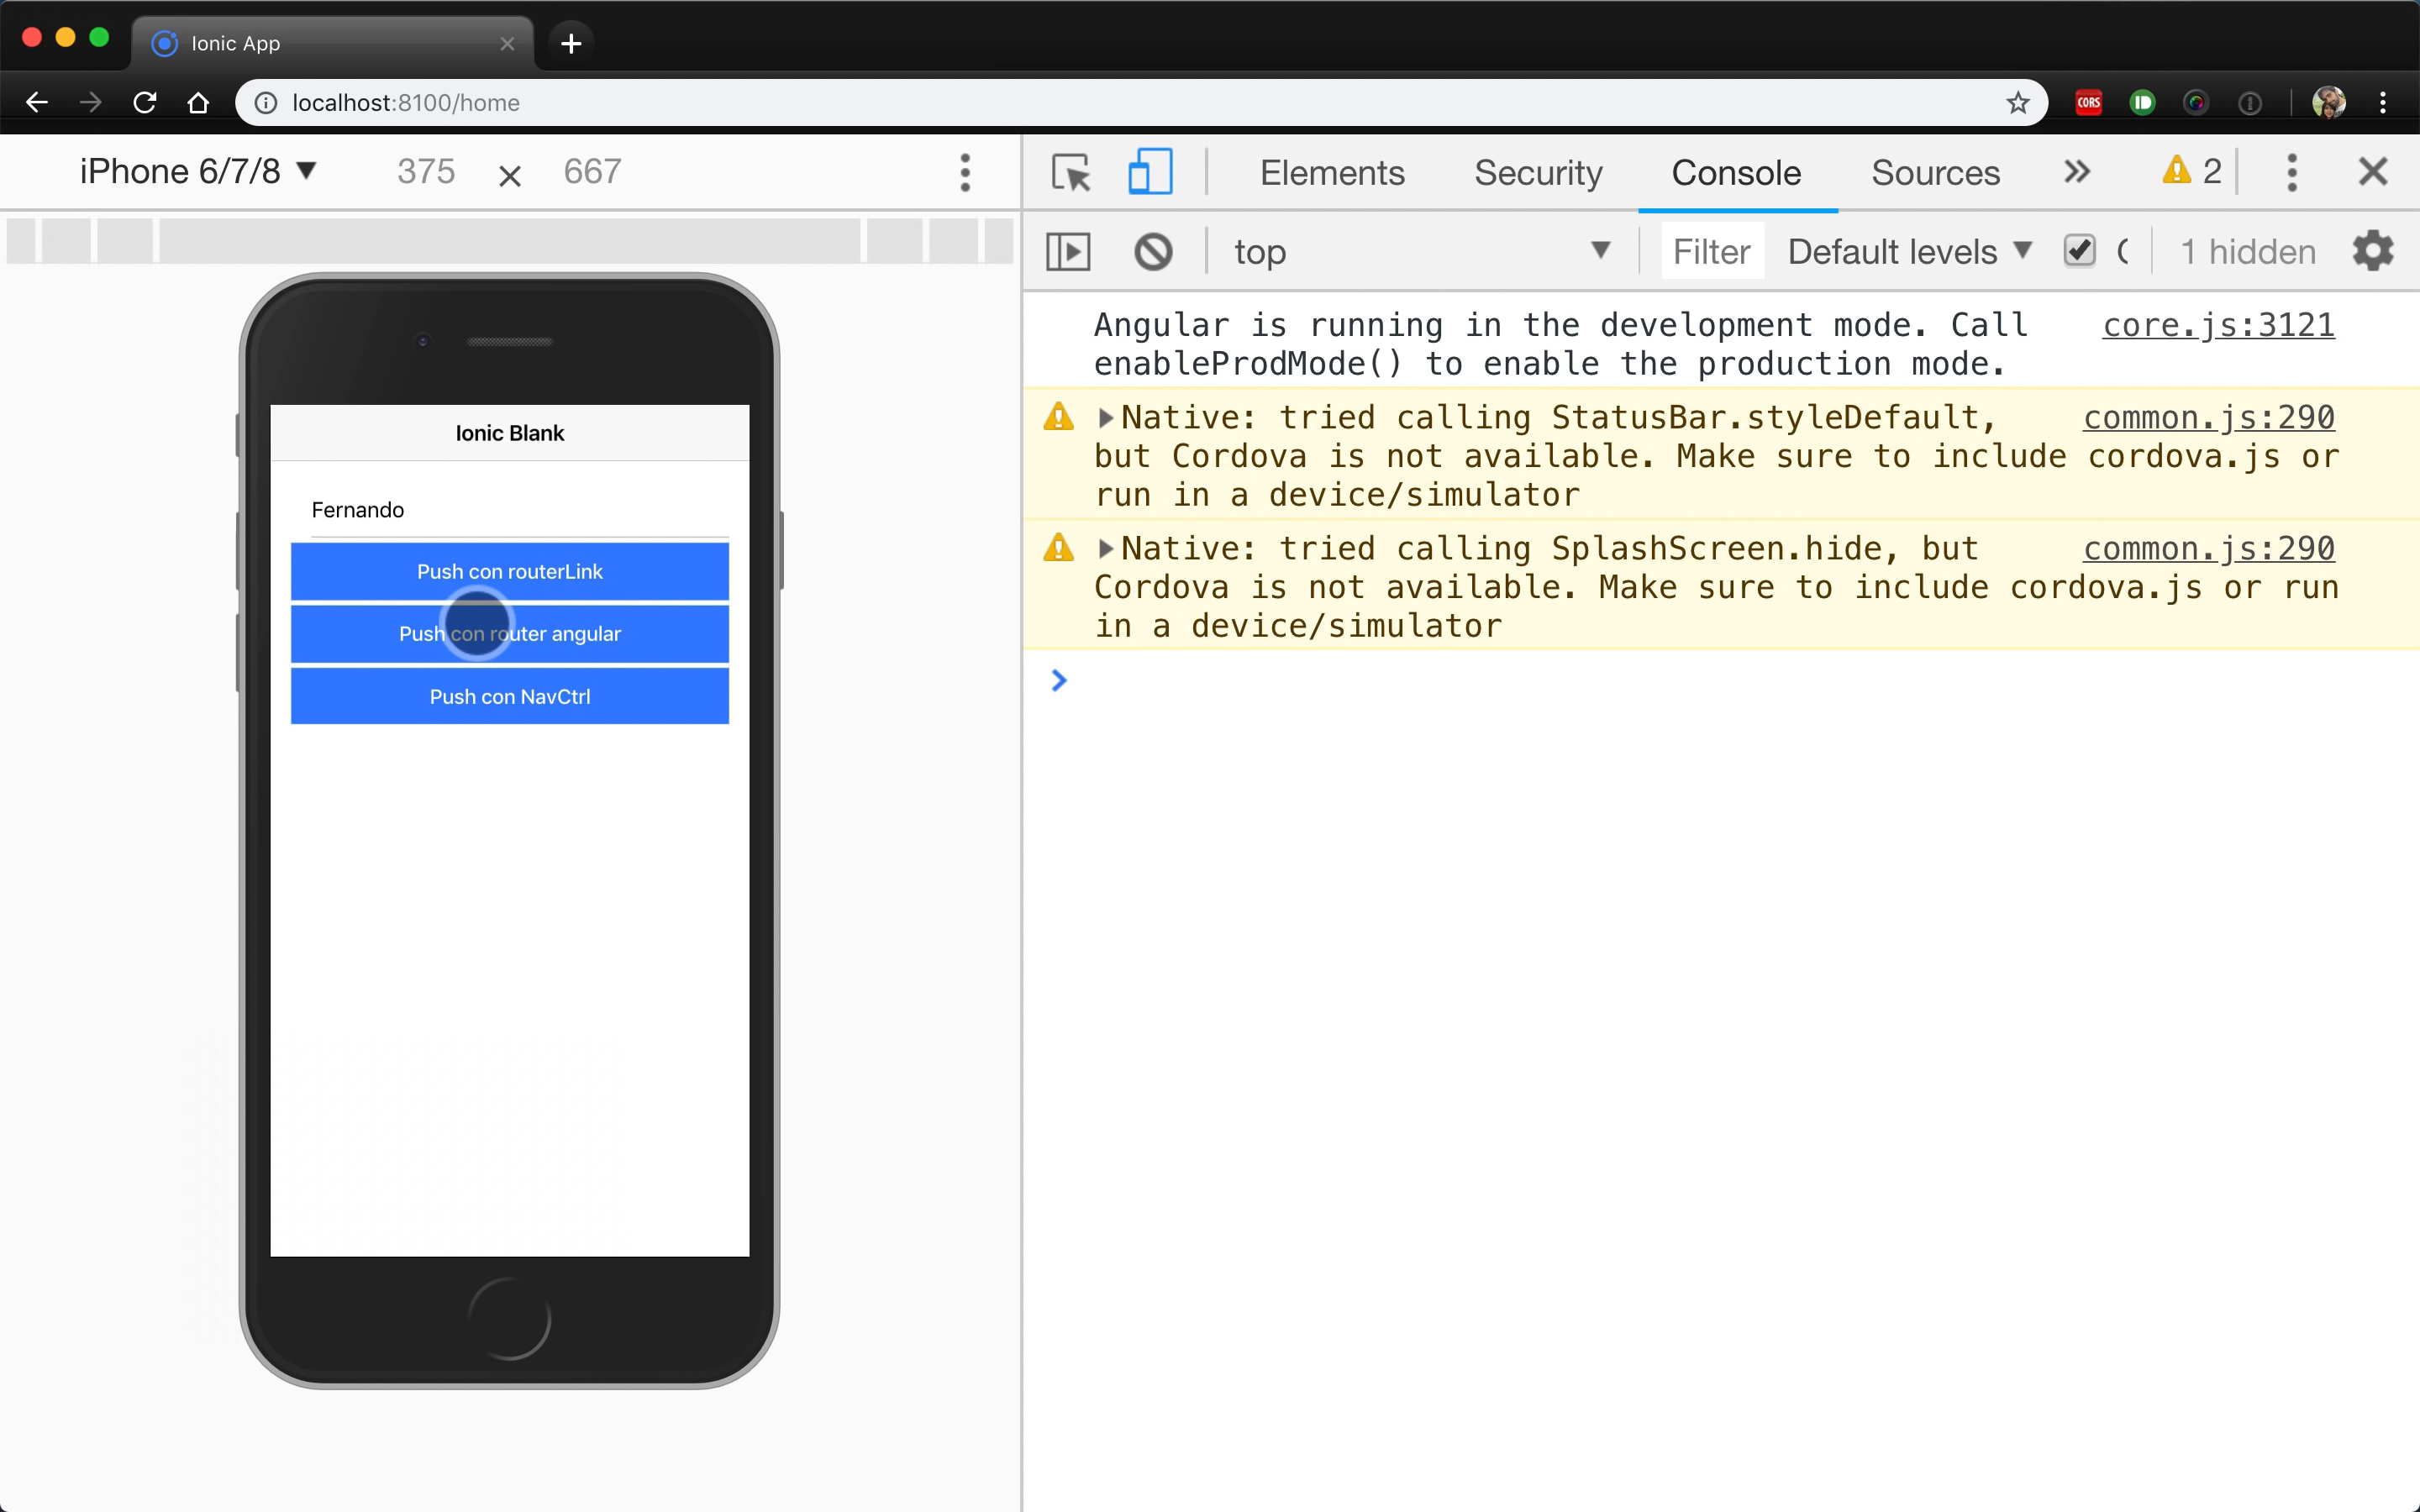 Ionic App
localhost:8100/home
CORS
iPhone 6/7/8 375 × 667
Elements Security Console Sources 2
top Filter Default levels 1 hidden
Angular is running in the development mode. Call core.js:3121
enableProdMode() to enable the production mode.
Native: tried calling StatusBar.styleDefault, common.js:290
but Cordova is not available. Make sure to include cordova.js or
run in a device/simulator
Native: tried calling SplashScreen.hide, but common.js:290
Cordova is not available. Make sure to include cordova.js or run
in a device/simulator
Ionic Blank
Fernando
Push con routerLink
Push con router angular
Push con NavCtrl